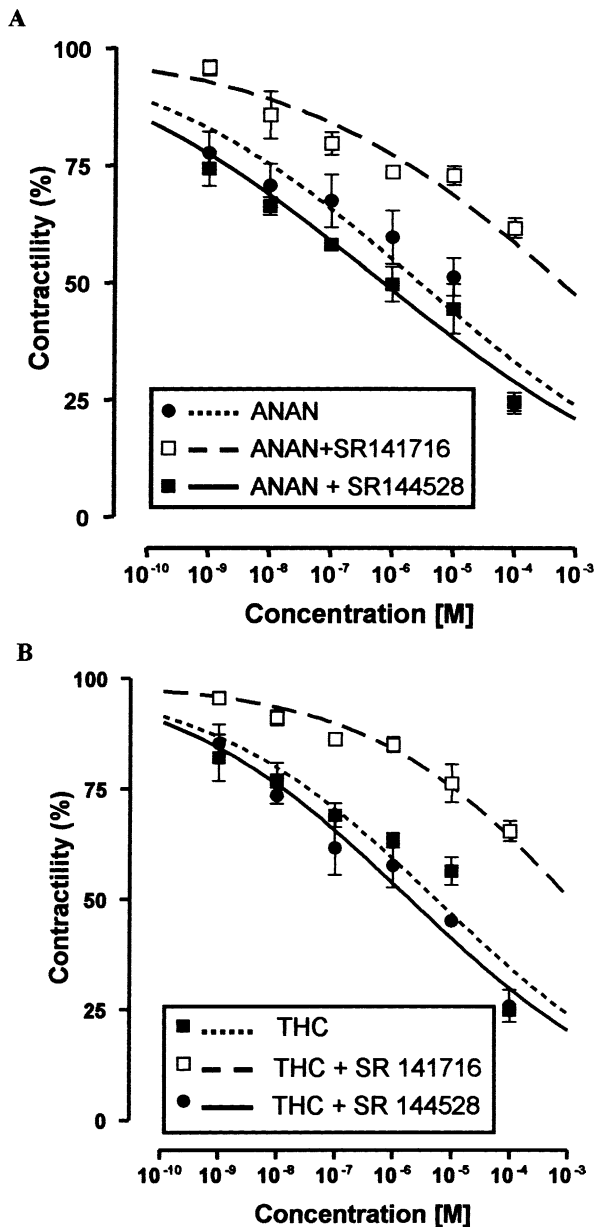 A
100
75
50
25
0
Contractility (%)
ANAN
ANAN+SR141716
ANAN + SR144528
10-10 10-9 10-8 10-7 10-6 10-5 10-4 10-3
Concentration [M]
B
100
75
50
25
0
Contractility (%)
THC
THC + SR 141716
THC + SR 144528
10-10 10-9 10-8 10-7 10-6 10-5 10-4 10-3
Concentration [M]